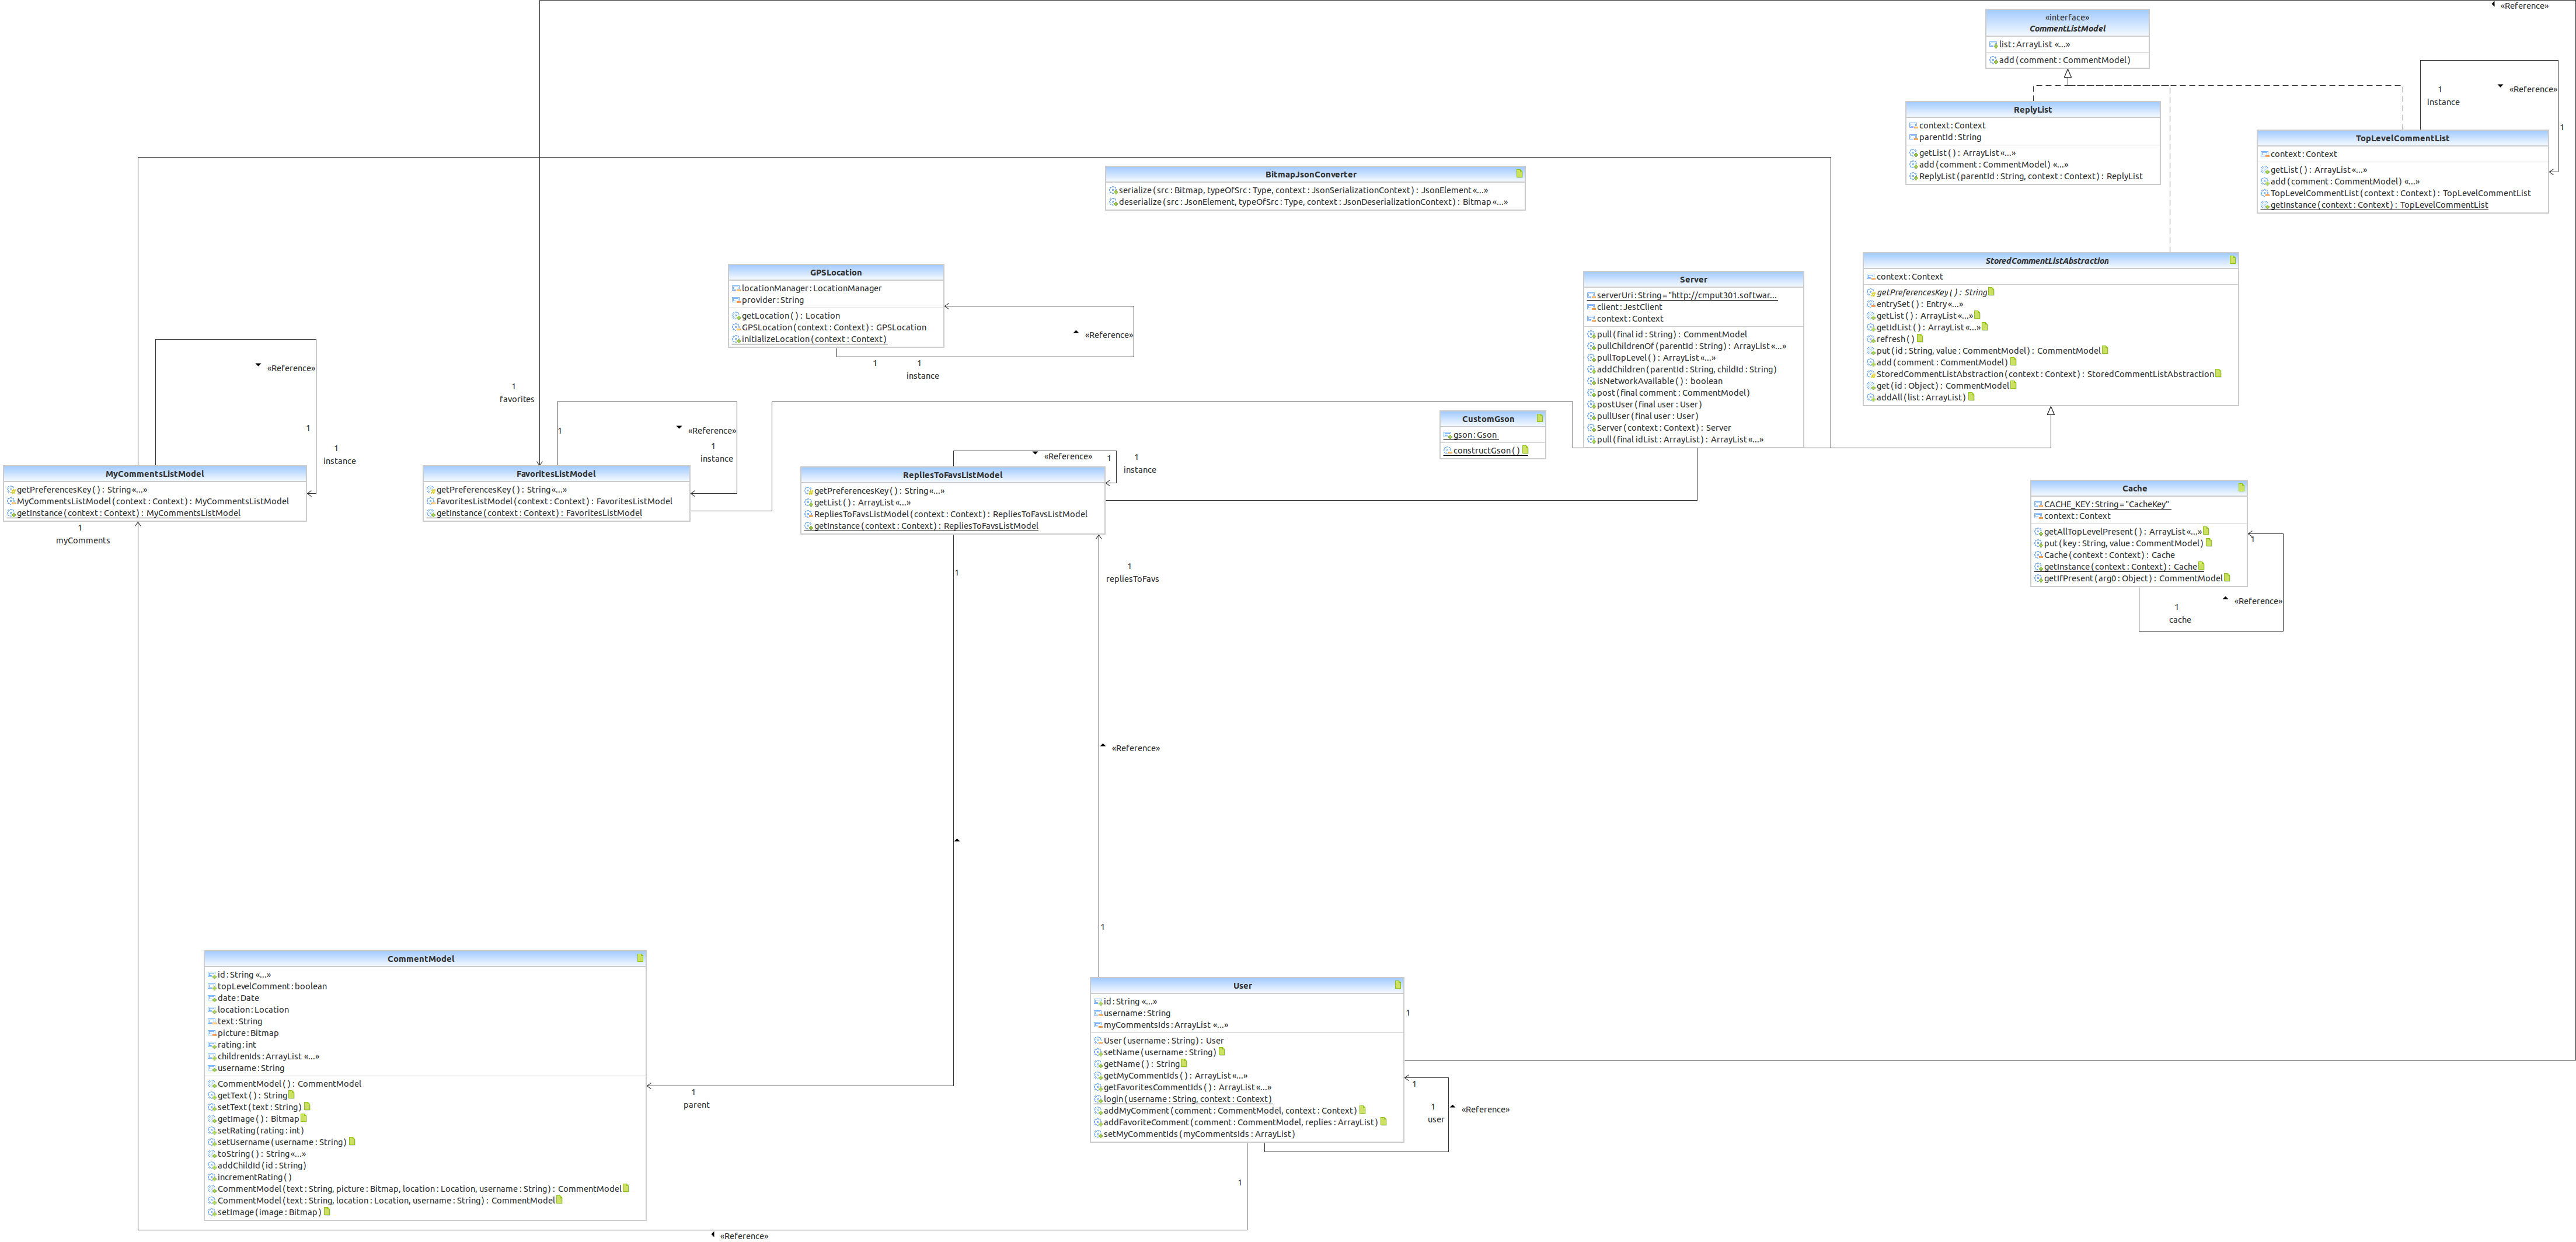 «Reference»
«interface»
CommentListModel
list:ArrayList «...»
add(comment:CommentModel)
1
instance
«Reference»
1
ReplyList
context:Context
parentId:String
getList(): ArrayList«...»
add(comment:CommentModel) «...»
ReplyList(parentId:String, context:Context): ReplyList
TopLevelCommentList
context:Context
getList(): ArrayList«...»
add(comment:CommentModel) «...»
TopLevelCommentList(context:Context): TopLevelCommentList
getInstance(context:Context): TopLevelCommentList
BitmapJsonConverter
serialize(src:Bitmap, typeOfSrc:Type, context:JsonSerializationContext): JsonElement«...»
deserialize(src:JsonElement, typeOfSrc:Type, context:JsonDeserializationContext): Bitmap«...»
StoredCommentListAbstraction
context:Context
getPreferencesKey(): String
entrySet(): Entry«...»
getList(): ArrayList«...»
getIdList(): ArrayList«...»
refresh()
put(id:String, value:CommentModel): CommentModel
add(comment:CommentModel)
StoredCommentListAbstraction(context:Context): StoredCommentListAbstraction
get(id:Object): CommentModel
addAll(list:ArrayList)
GPSLocation
locationManager:LocationManager
provider:String
getLocation(): Location
GPSLocation(context:Context): GPSLocation
initializeLocation(context:Context)
«Reference»
1
1
instance
Server
serverUri:String="http://cmput301.softwar...
client:JestClient
context:Context
pull(final id:String): CommentModel
pullChildrenOf(parentId:String): ArrayList«...»
pullTopLevel(): ArrayList«...»
addChildren(parentId:String, childId:String)
isNetworkAvailable(): boolean
post(final comment:CommentModel)
postUser(final user:User)
pullUser(final user:User)
Server(context:Context): Server
pull(final idList:ArrayList): ArrayList«...»
«Reference»
1
1
instance
1
favorites
1
«Reference»
1
instance
CustomGson
gson:Gson
constructGson()
MyCommentsListModel
getPreferencesKey(): String«...»
MyCommentsListModel(context:Context): MyCommentsListModel
getInstance(context:Context): MyCommentsListModel
1
myComments
FavoritesListModel
getPreferencesKey(): String«...»
FavoritesListModel(context:Context): FavoritesListModel
getInstance(context:Context): FavoritesListModel
«Reference»
1
1
instance
RepliesToFavsListModel
getPreferencesKey(): String«...»
getList(): ArrayList«...»
RepliesToFavsListModel(context:Context): RepliesToFavsListModel
getInstance(context:Context): RepliesToFavsListModel
1
1
repliesToFavs
Cache
CACHE_KEY:String="CacheKey"
context:Context
getAllTopLevelPresent(): ArrayList«...»
put(key:String, value:CommentModel)
Cache(context:Context): Cache
getInstance(context:Context): Cache
getIfPresent(arg0:Object): CommentModel
1
«Reference»
1
cache
«Reference»
1
CommentModel
id:String «...»
topLevelComment:boolean
date:Date
location:Location
text:String
picture:Bitmap
rating:int
childrenIds:ArrayList «...»
username:String
CommentModel(): CommentModel
getText(): String
setText(text:String)
getImage(): Bitmap
setRating(rating:int)
setUsername(username:String)
toString(): String«...»
addChildId(id:String)
incrementRating()
CommentModel(text:String, picture:Bitmap, location:Location, username:String): CommentModel
CommentModel(text:String, location:Location, username:String): CommentModel
setImage(image:Bitmap)
1
parent
User
id:String «...»
username:String
myCommentsIds:ArrayList «...»
User(username:String): User
setName(username:String)
getName(): String
getMyCommentIds(): ArrayList«...»
getFavoritesCommentIds(): ArrayList«...»
login(username:String, context:Context)
addMyComment(comment:CommentModel, context:Context)
addFavoriteComment(comment:CommentModel, replies:ArrayList)
setMyCommentIds(myCommentsIds:ArrayList)
1
1
1
user
«Reference»
1
«Reference»